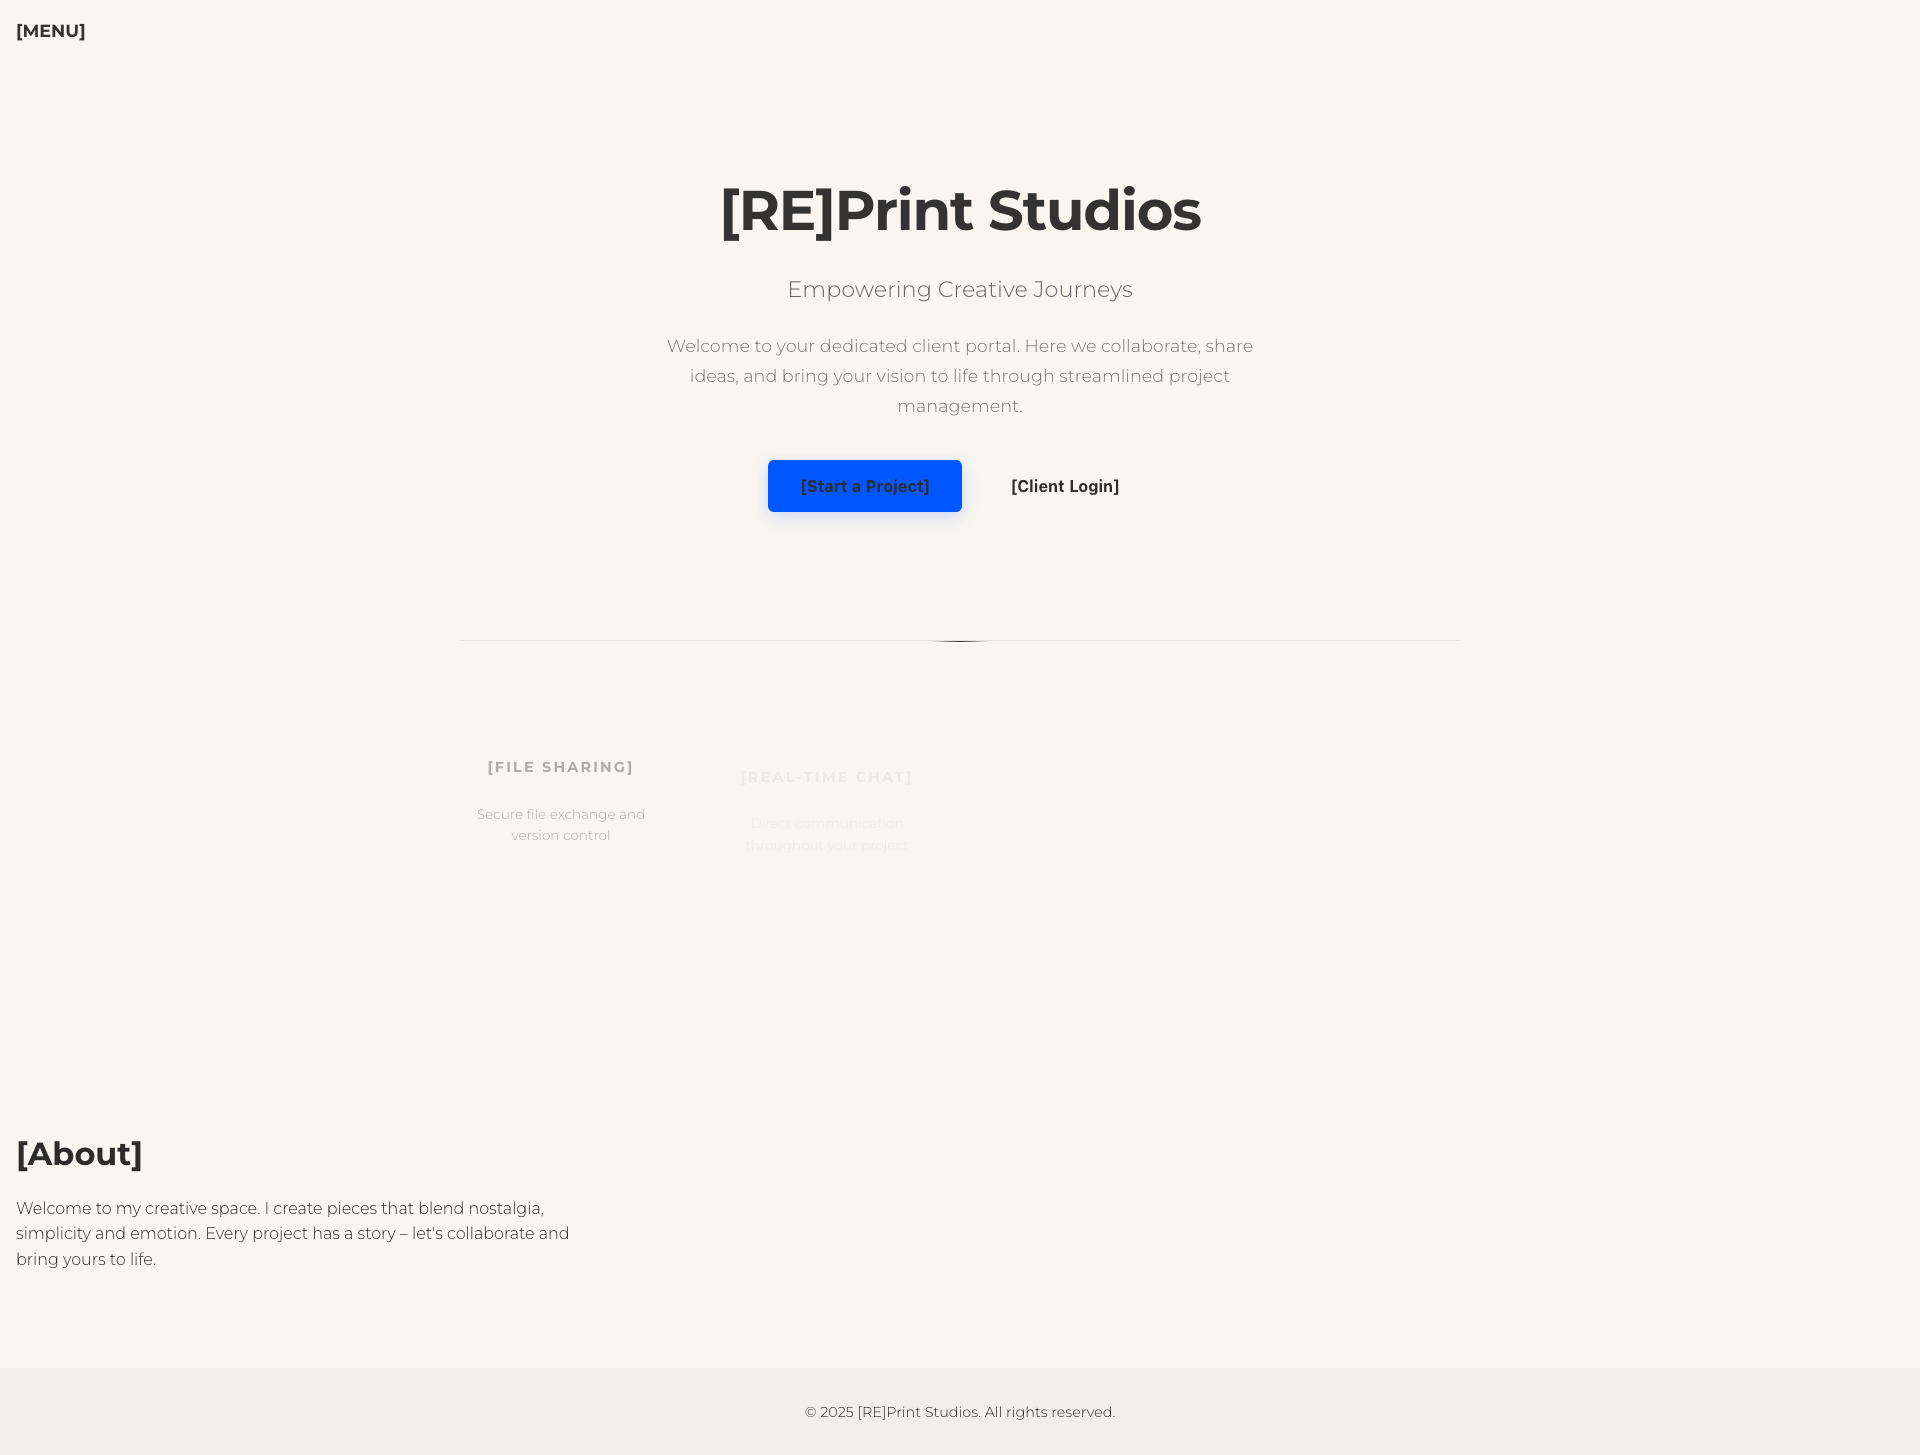 [MENU]
[RE]Print Studios
Empowering Creative Journeys
Welcome to your dedicated client portal. Here we collaborate, share
ideas, and bring your vision to life through streamlined project
management.
[Start a Project]
[Client Login]
[FILE SHARING]
Secure file exchange and
version control
[REAL-TIME CHAT]
Direct communication
throughout your project
[About]
Welcome to my creative space. I create pieces that blend nostalgia,
simplicity and emotion. Every project has a story – let's collaborate and
bring yours to life.
© 2025 [RE]Print Studios. All rights reserved.